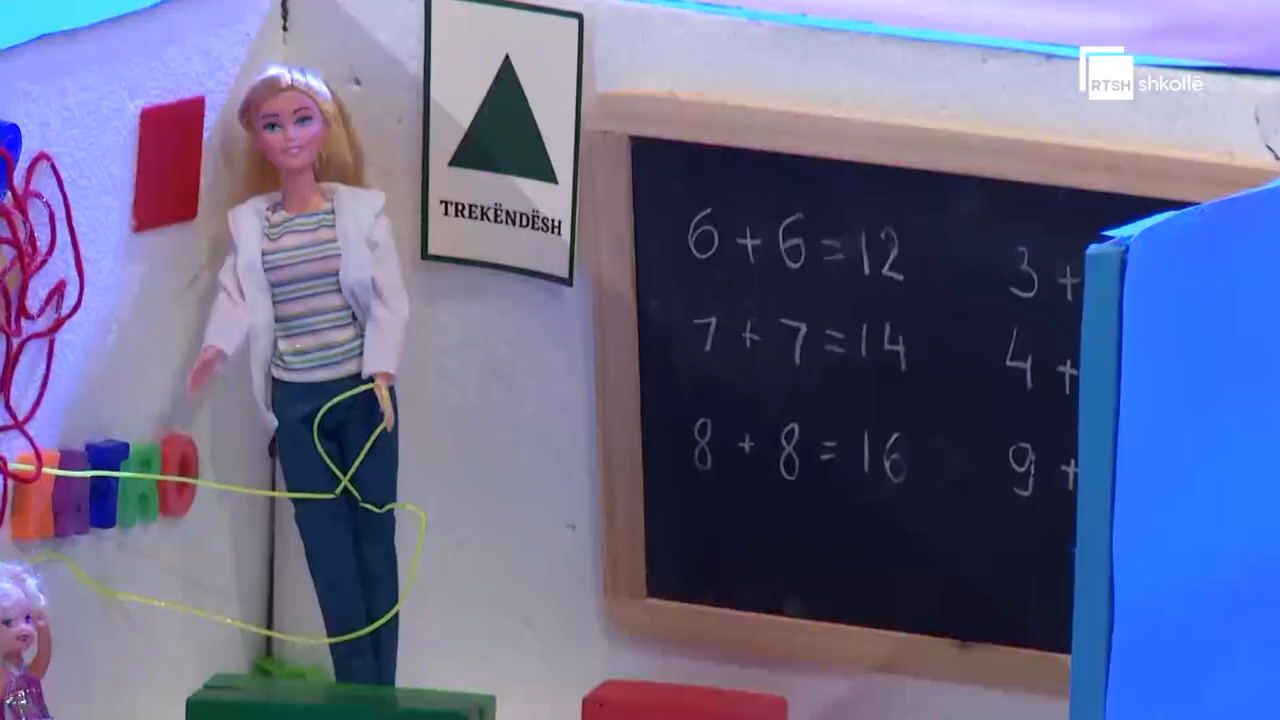 RTSH shkollë
TREKËNDËSH
6 + 6 = 12
7 + 7 = 14
8 + 8 = 16
3 +
4 +
9 +